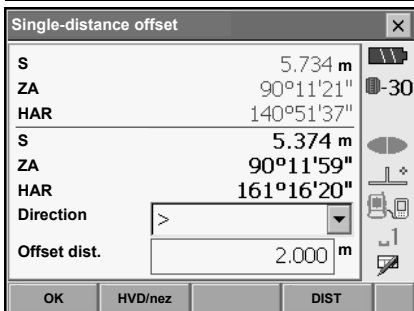 Single-distance offset
S 5.734 m
ZA 90°11'21"
HAR 140°51'37"
S 5.374 m
ZA 90°11'59"
HAR 161°16'20"
Direction >
Offset dist. 2.000 m
-30
1
OK HVD/nez DIST